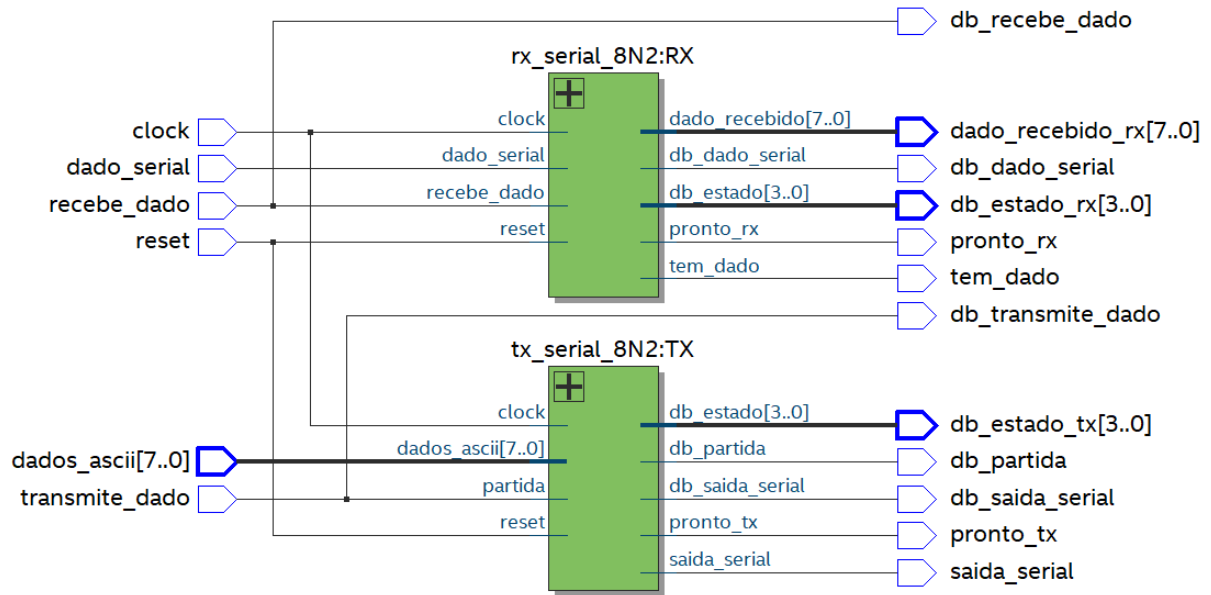 db_recebe_dado
rx_serial_8N2:RX
clock
clock
dado_recebido[7..0]
dado_recebido_rx[7..0]
dado_serial
dado_serial
db_dado_serial
db_dado_serial
recebe_dado
recebe_dado
db_estado[3..0]
db_estado_rx[3..0]
reset
reset
pronto_rx
pronto_rx
tem_dado
tem_dado
db_transmite_dado
tx_serial_8N2:TX
clock
db_estado[3..0]
db_estado_tx[3..0]
dados_ascii[7..0]
dados_ascii[7..0]
db_partida
db_partida
transmite_dado
partida
db_saida_serial
db_saida_serial
reset
pronto_tx
pronto_tx
saida_serial
saida_serial